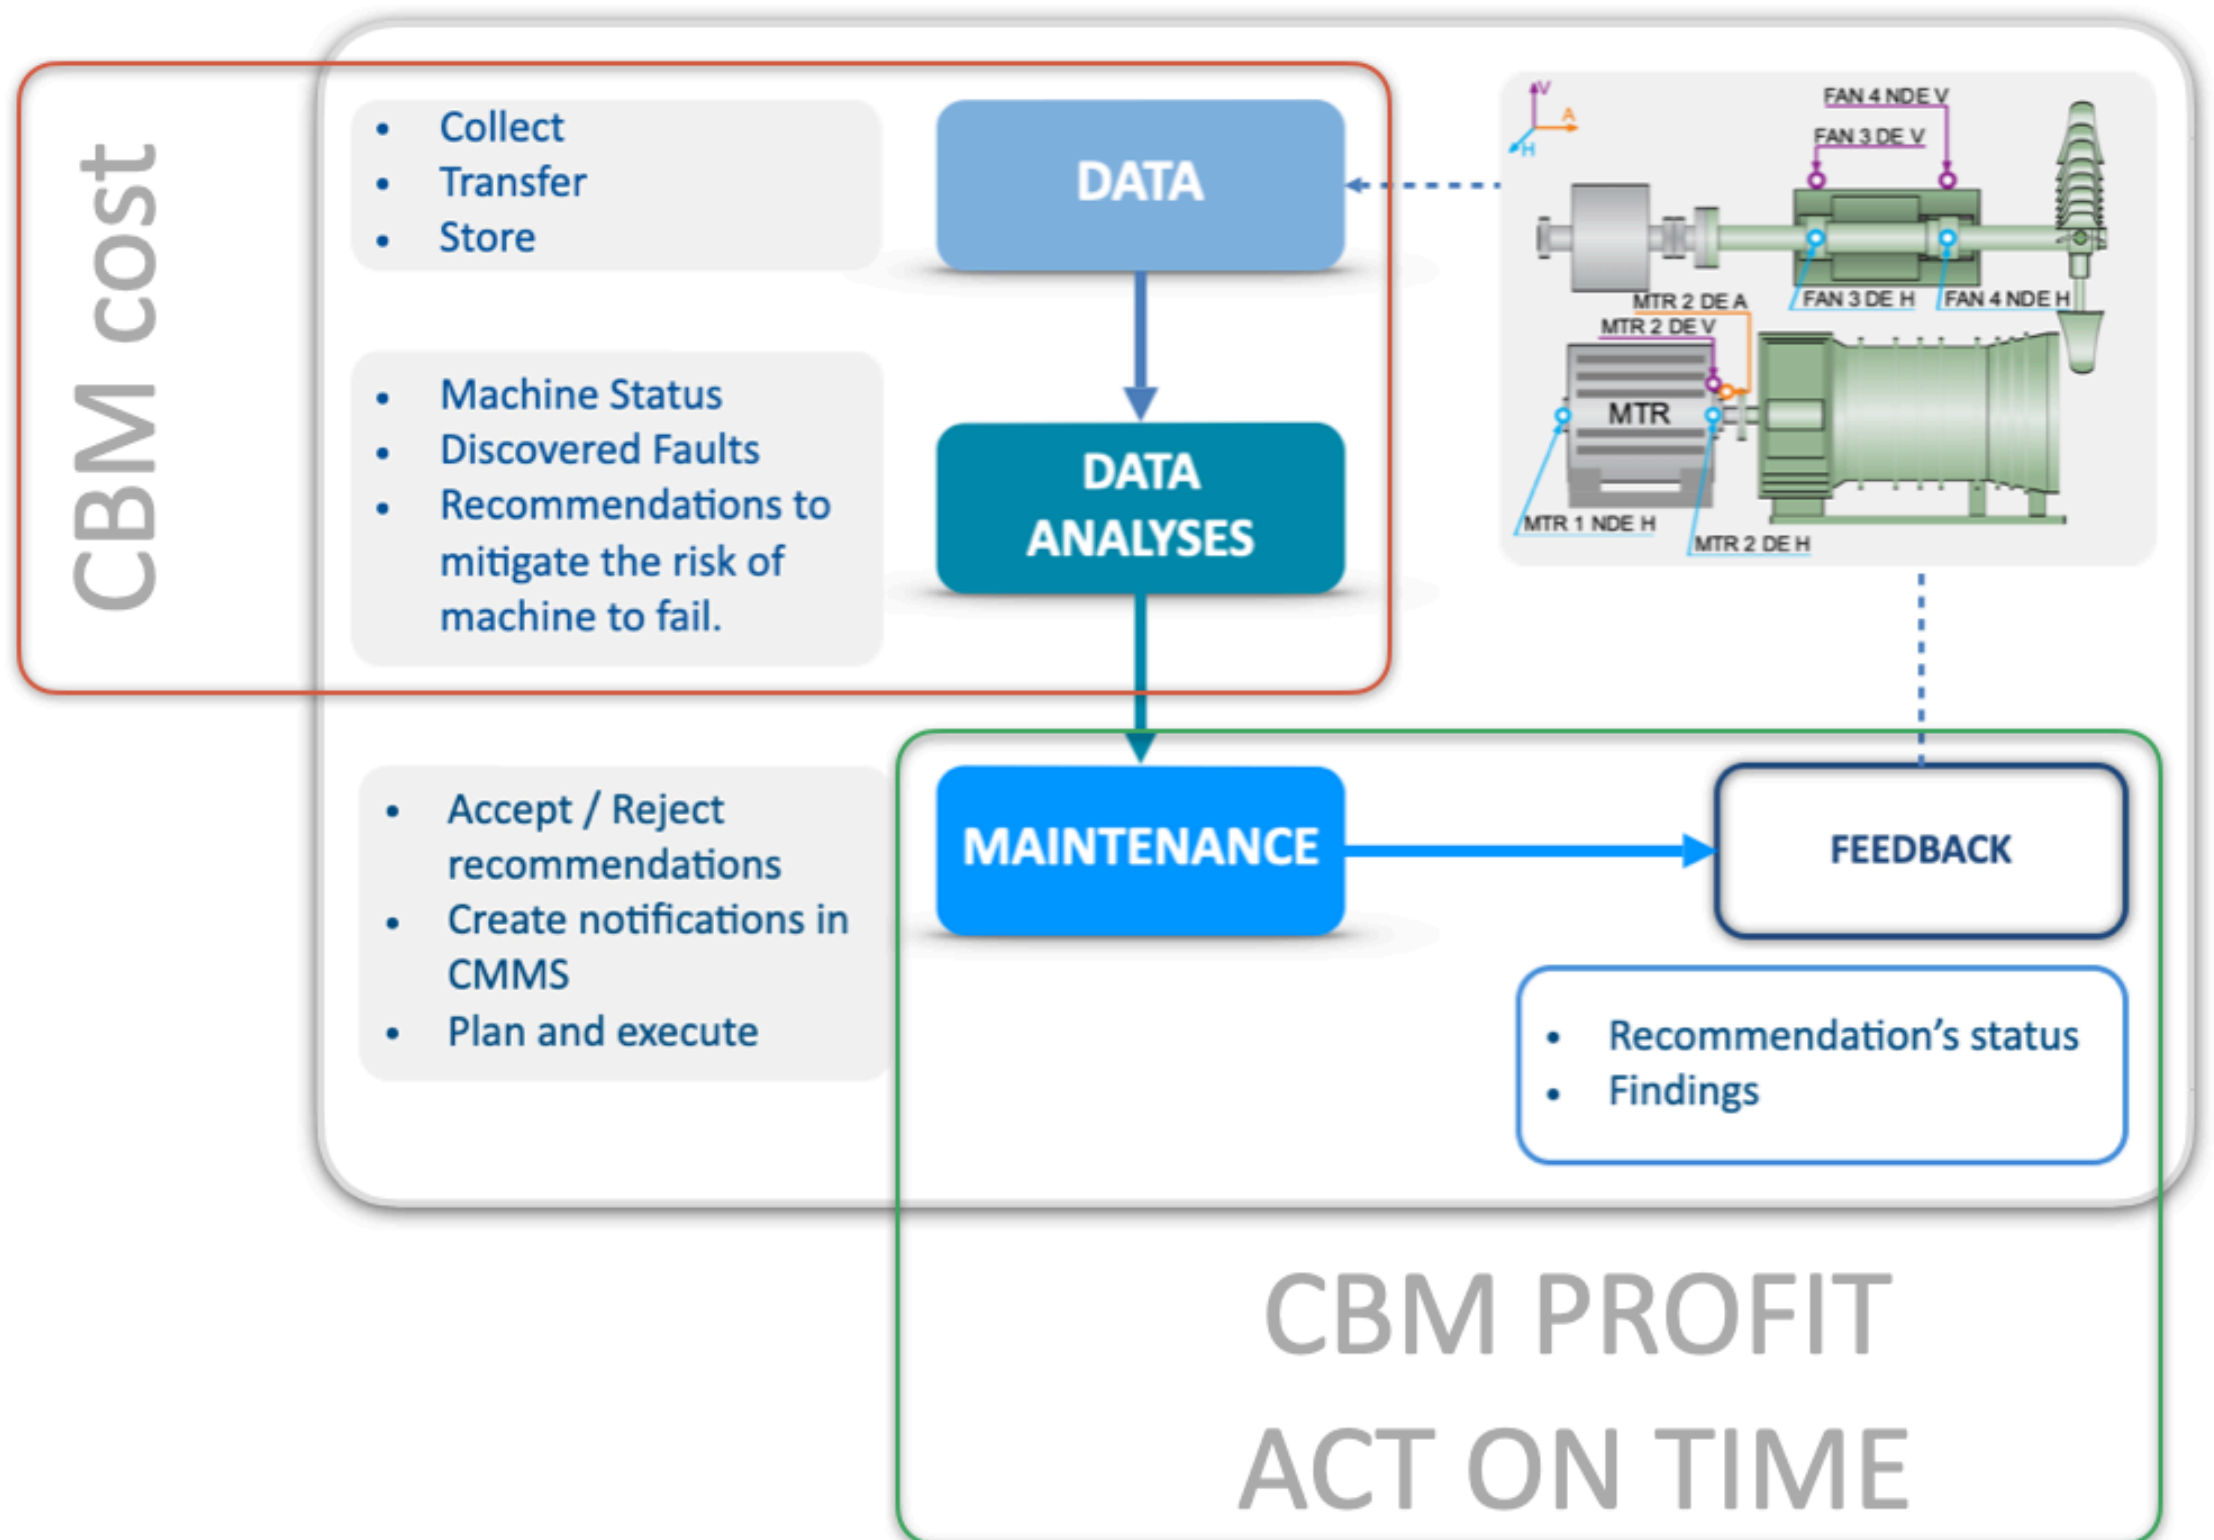 CBM cost
• Collect
• Transfer
• Store
DATA
V
A
H
FAN 4 NDE V
FAN 3 DE V
FAN 3 DE H
FAN 4 NDE H
MTR 2 DE A
MTR 2 DE V
MTR
MTR 1 NDE H
MTR 2 DE H
• Machine Status
• Discovered Faults
• Recommendations to
mitigate the risk of
machine to fail.
DATA
ANALYSES
• Accept / Reject
recommendations
• Create notifications in
CMMS
• Plan and execute
MAINTENANCE
FEEDBACK
• Recommendation’s status
• Findings
CBM PROFIT
ACT ON TIME